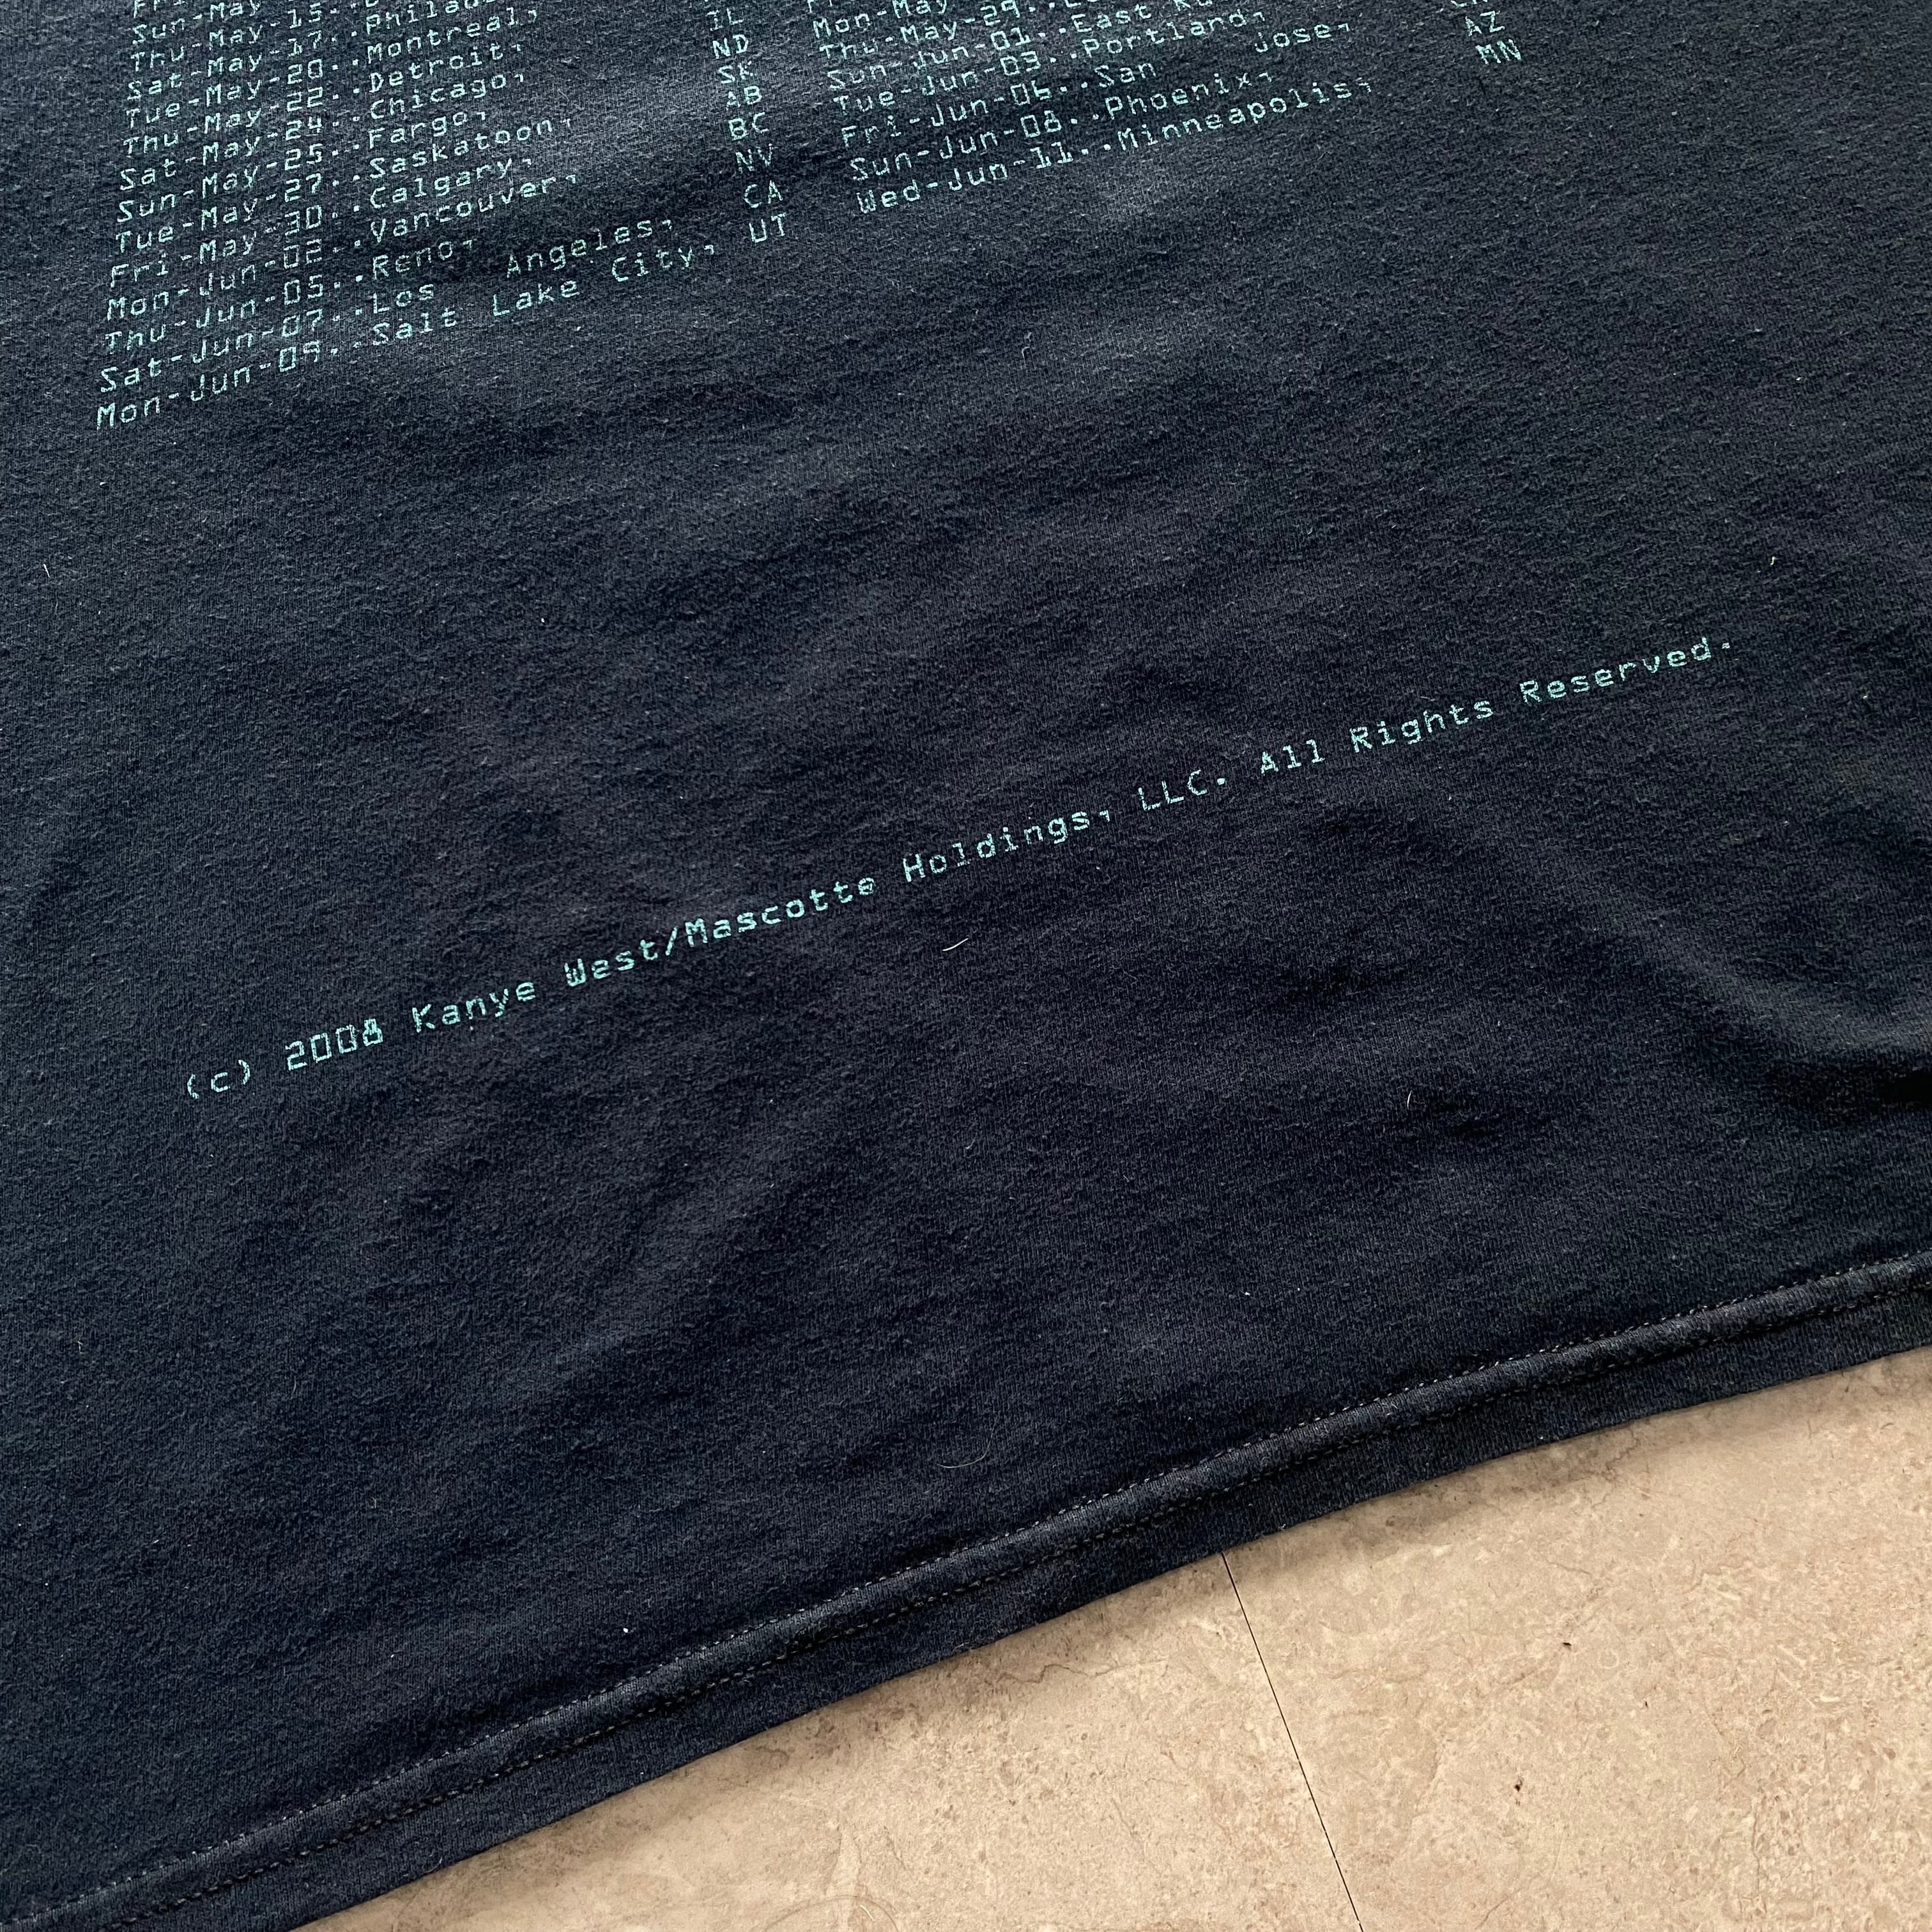 Sun-May
Thu-May-15..
Sat-May-17..
Tue-May-20..Montreal,
Thu-May-22..Detroit,
Sat-May-24..Chicago, IL
Sun-May-25..Fargo, ND
Tue-May-27..Saskatoon, SK
Fri-May-30..Calgary, AB
Mon-Jun-02..Vancouver, BC
Thu-Jun-05..Reno, NV
Sat-Jun-07..Los Angeles, CA
Mon-Jun-09..Salt Lake City, UT
Mon-May
Thu-May-29..
Sun-Jun-01..East
Tue-Jun-03..Portland,
Fri-Jun-06..San Jose,
Sun-Jun-08..Phoenix, AZ
Wed-Jun-11..Minneapolis, MN
(c) 2008 Kanye West/Mascotte Holdings, LLC. All Rights Reserved.